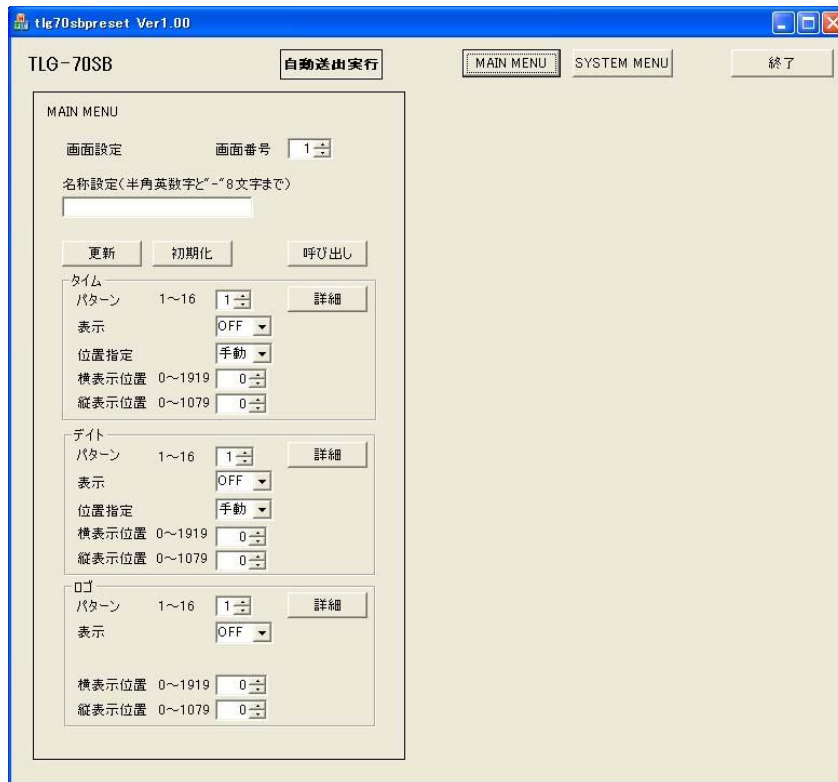 tlg70sbpreset Ver1.00
TLG-70SB 自動送出実行 MAIN MENU SYSTEM MENU 終了
MAIN MENU
画面設定 画面番号 1
名称設定(半角英数字と"-"8文字まで)
更新 初期化 呼び出し
タイム
パターン 1～16 1 詳細
表示 OFF
位置指定 手動
横表示位置 0～1919 0
縦表示位置 0～1079 0
デイト
パターン 1～16 1 詳細
表示 OFF
位置指定 手動
横表示位置 0～1919 0
縦表示位置 0～1079 0
ロゴ
パターン 1～16 1 詳細
表示 OFF
横表示位置 0～1919 0
縦表示位置 0～1079 0